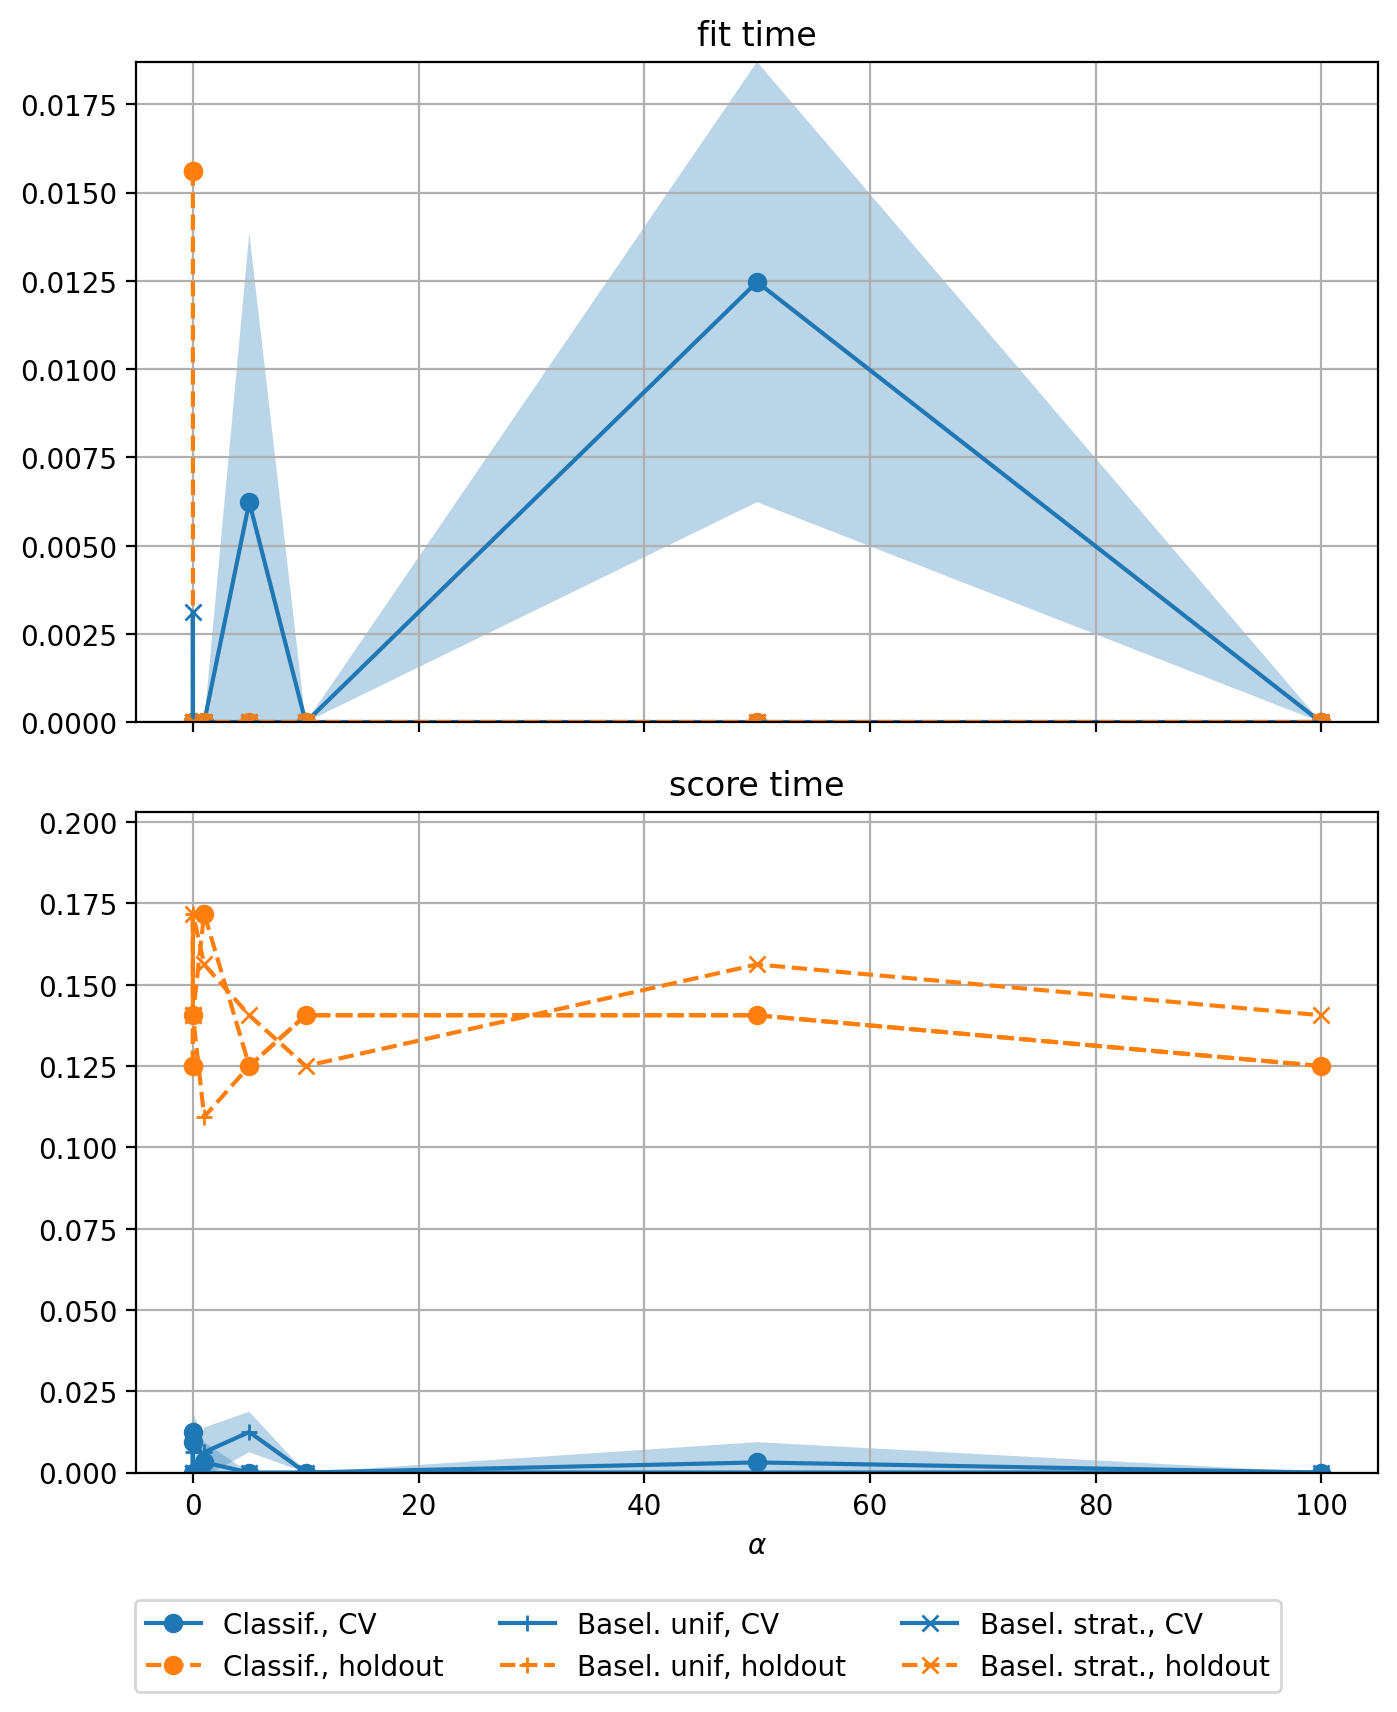 fit time
0.0175
0.0150
0.0125
0.0100
0.0075
0.0050
0.0025
0.0000
score time
0.200
0.175
0.150
0.125
0.100
0.075
0.050
0.025
0.000
0 20 40 60 80 100
α
Classif., CV Basel. unif, CV Basel. strat., CV
Classif., holdout Basel. unif, holdout Basel. strat., holdout